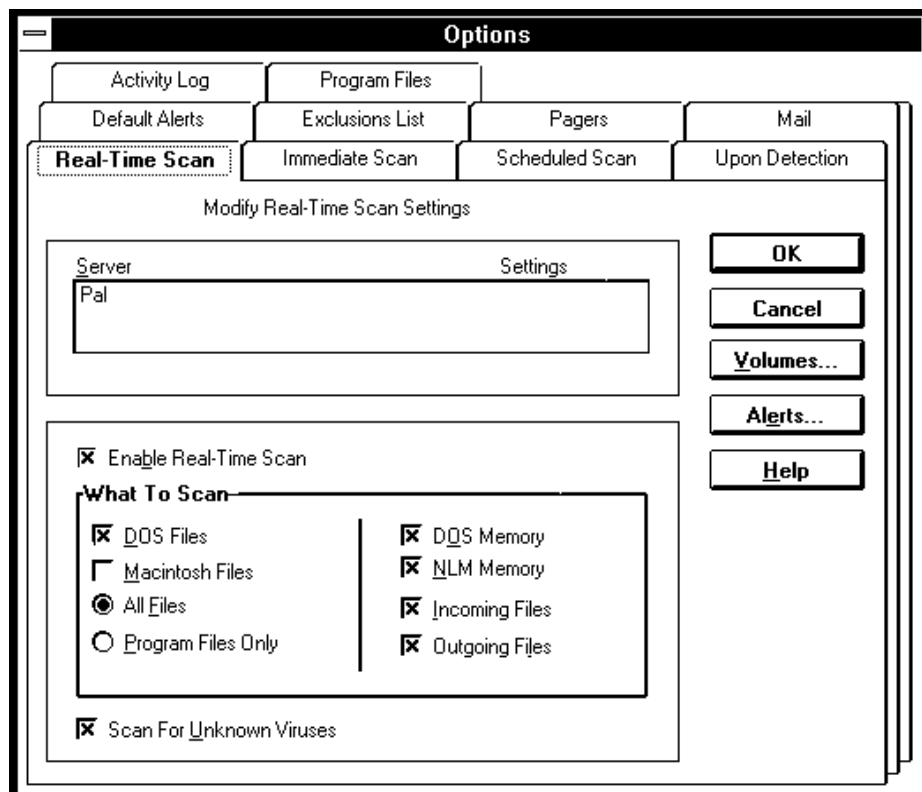 Options
Activity Log Program Files
Default Alerts Exclusions List Pagers Mail
Real-Time Scan Immediate Scan Scheduled Scan Upon Detection
Modify Real-Time Scan Settings
Server Settings
Pal
OK
Cancel
Volumes...
Alerts...
Help
Enable Real-Time Scan
What To Scan
DOS Files
Macintosh Files
All Files
Program Files Only
DOS Memory
NLM Memory
Incoming Files
Outgoing Files
Scan For Unknown Viruses